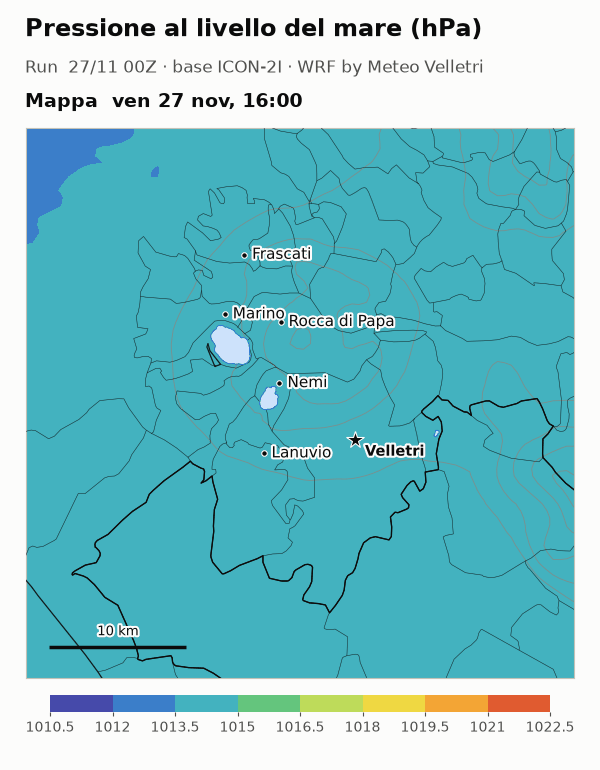 Pressione al livello del mare (hPa)
Run 27/11 00Z · base ICON-2I · WRF by Meteo Velletri
Mappa ven 27 nov, 16:00
Frascati
Marino
Rocca di Papa
Nemi
Velletri
Lanuvio
10 km
1010.5 1012 1013.5 1015 1016.5 1018 1019.5 1021 1022.5